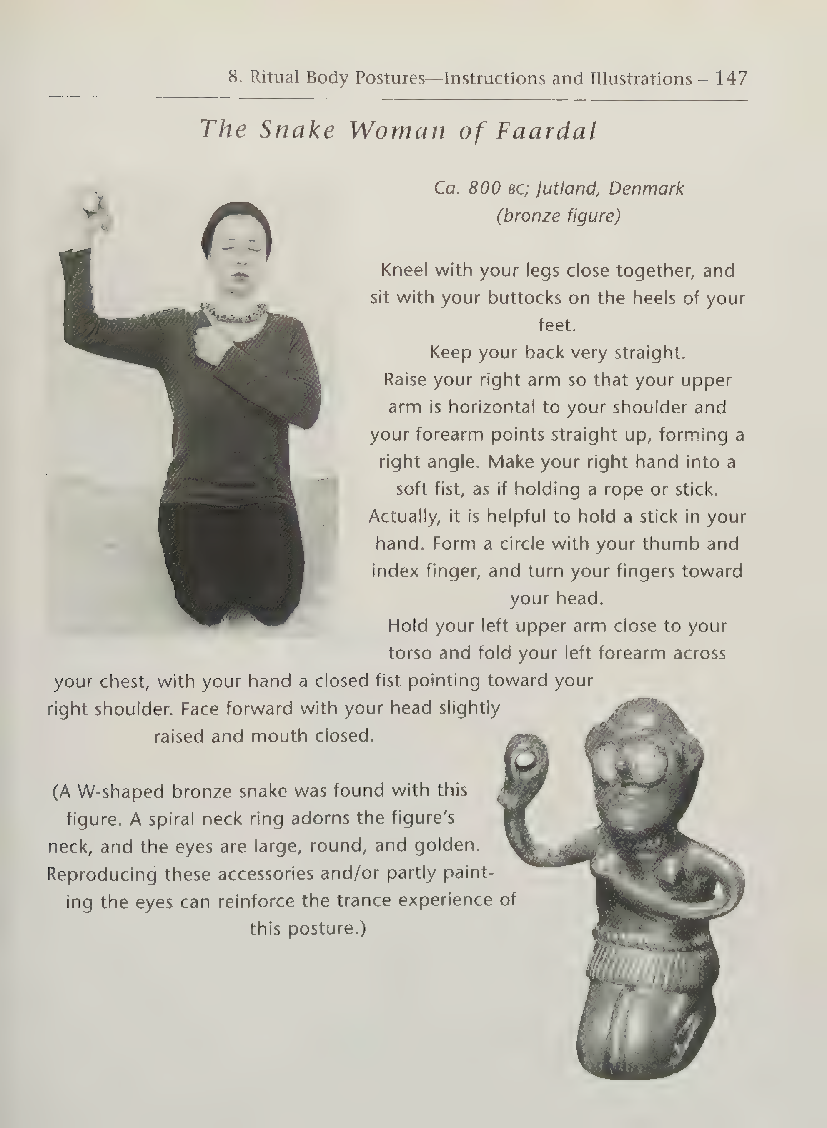 8. Ritual Body Postures—Instructions and Illustrations – 147
The Snake Woman of Faardal
Ca. 800 BC; Jutland, Denmark
(bronze figure)
Kneel with your legs close together, and
sit with your buttocks on the heels of your
feet.
Keep your back very straight.
Raise your right arm so that your upper
arm is horizontal to your shoulder and
your forearm points straight up, forming a
right angle. Make your right hand into a
soft fist, as if holding a rope or stick.
Actually, it is helpful to hold a stick in your
hand. Form a circle with your thumb and
index finger, and turn your fingers toward
your head.
Hold your left upper arm close to your
torso and fold your left forearm across
your chest, with your hand a closed fist pointing toward your
right shoulder. Face forward with your head slightly
raised and mouth closed.
(A W-shaped bronze snake was found with this
figure. A spiral neck ring adorns the figure's
neck, and the eyes are large, round, and golden.
Reproducing these accessories and/or partly paint-
ing the eyes can reinforce the trance experience of
this posture.)